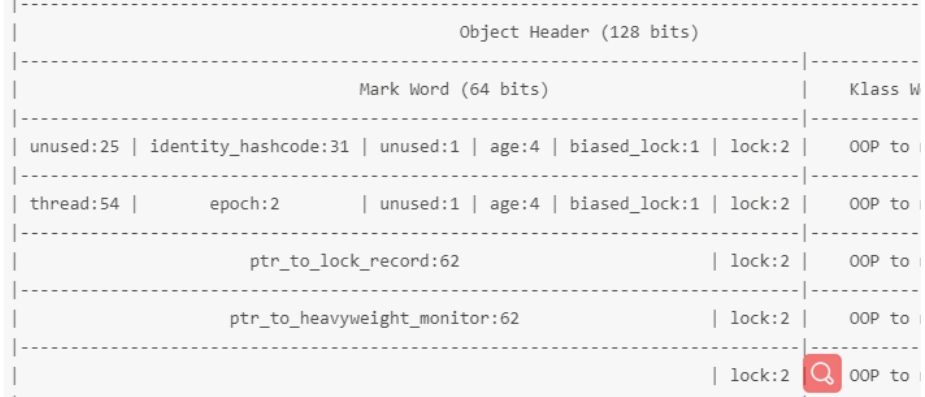 |------------------------------------------------------------------------------------------
| Object Header (128 bits)
|------------------------------------------------------------------------------|-----------
| Mark Word (64 bits) | Klass
|------------------------------------------------------------------------------|-----------
| unused:25 | identity_hashcode:31 | unused:1 | age:4 | biased_lock:1 | lock:2 | OOP to
|------------------------------------------------------------------------------|-----------
| thread:54 | epoch:2 | unused:1 | age:4 | biased_lock:1 | lock:2 | OOP to
|------------------------------------------------------------------------------|-----------
| ptr_to_lock_record:62 | lock:2 | OOP to
|------------------------------------------------------------------------------|-----------
| ptr_to_heavyweight_monitor:62 | lock:2 | OOP to
|------------------------------------------------------------------------------|-----------
| | lock:2 | OOP to